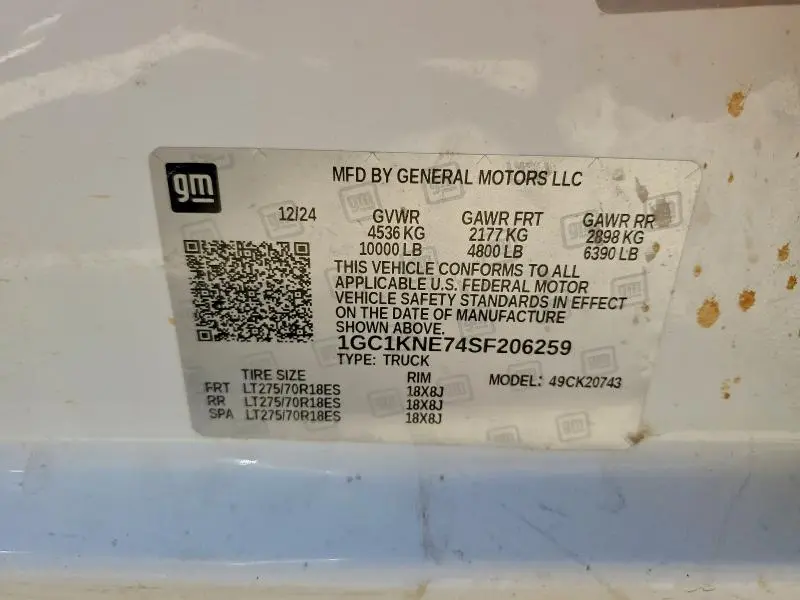 gm
MFD BY GENERAL MOTORS LLC
12/24 GVWR GAWR FRT GAWR RR
4536 KG 2177 KG 2898 KG
10000 LB 4800 LB 6390 LB
THIS VEHICLE CONFORMS TO ALL
APPLICABLE U.S. FEDERAL MOTOR
VEHICLE SAFETY STANDARDS IN EFFECT
ON THE DATE OF MANUFACTURE
SHOWN ABOVE.
1GC1KNE74SF206259
TYPE: TRUCK
TIRE SIZE RIM MODEL: 49CK20743
FRT LT275/70R18ES 18X8J
RR LT275/70R18ES 18X8J
SPA LT275/70R18ES 18X8J